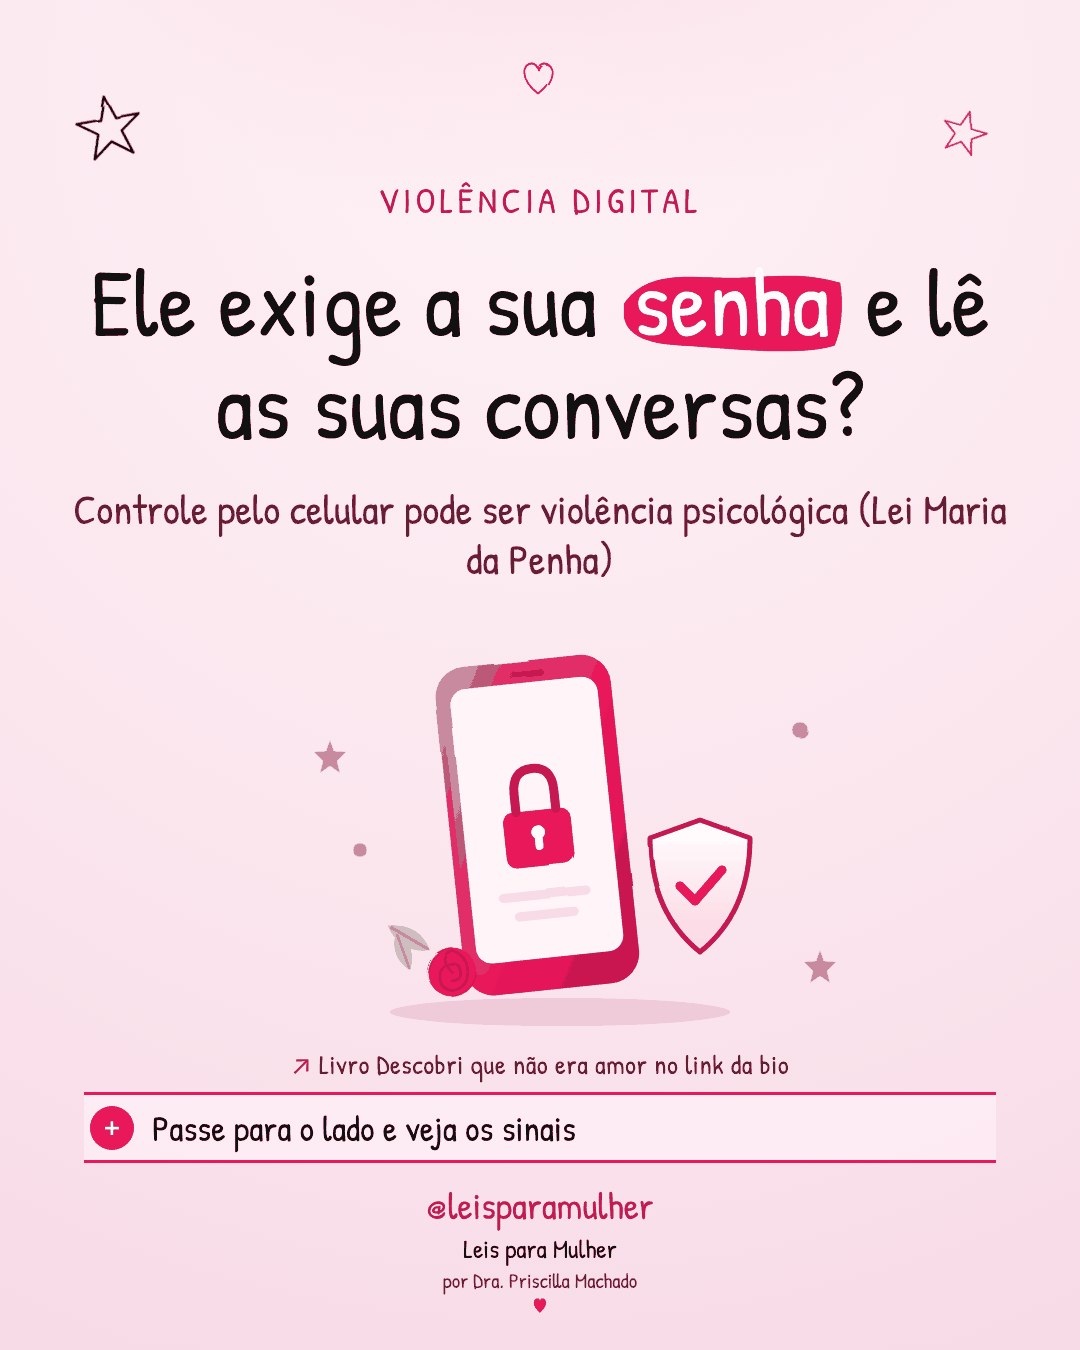 VIOLÊNCIA DIGITAL
Ele exige a sua senha e lê
as suas conversas?
Controle pelo celular pode ser violência psicológica (Lei Maria
da Penha)
Livro Descobri que não era amor no link da bio
Passe para o lado e veja os sinais
@leisparamulher
Leis para Mulher
por Dra. Priscilla Machado